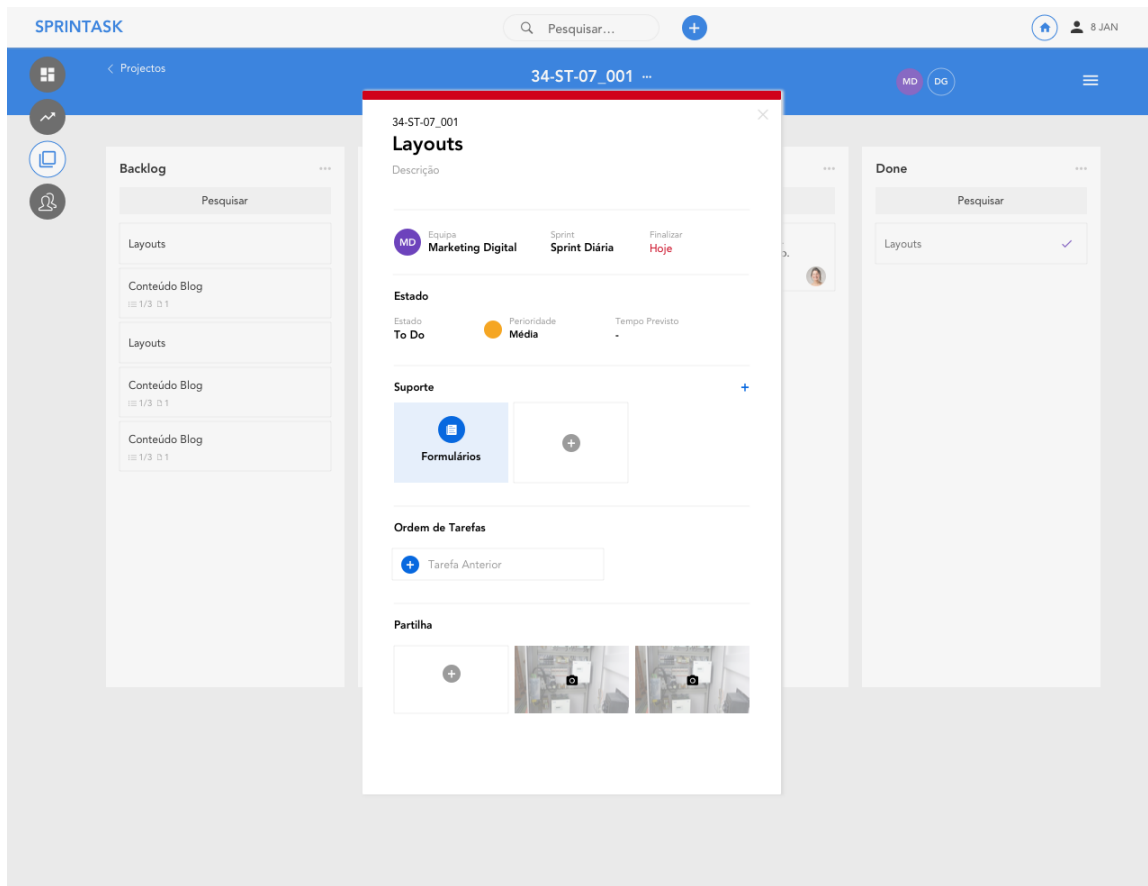 SPRINTASK
Pesquisar...
8 JAN
Projectos
34-ST-07_001 ...
MD
DG
Backlog
Pesquisar
Layouts
Conteúdo Blog
1/3 1
Layouts
Conteúdo Blog
1/3 1
Conteúdo Blog
1/3 1
34-ST-07_001
Layouts
Descrição
MD
Equipa
Marketing Digital
Sprint
Sprint Diária
Finalizar
Hoje
Estado
Estado
To Do
Perioridade
Média
Tempo Previsto
-
Suporte
Formulários
Ordem de Tarefas
Tarefa Anterior
Partilha
Done
Pesquisar
Layouts